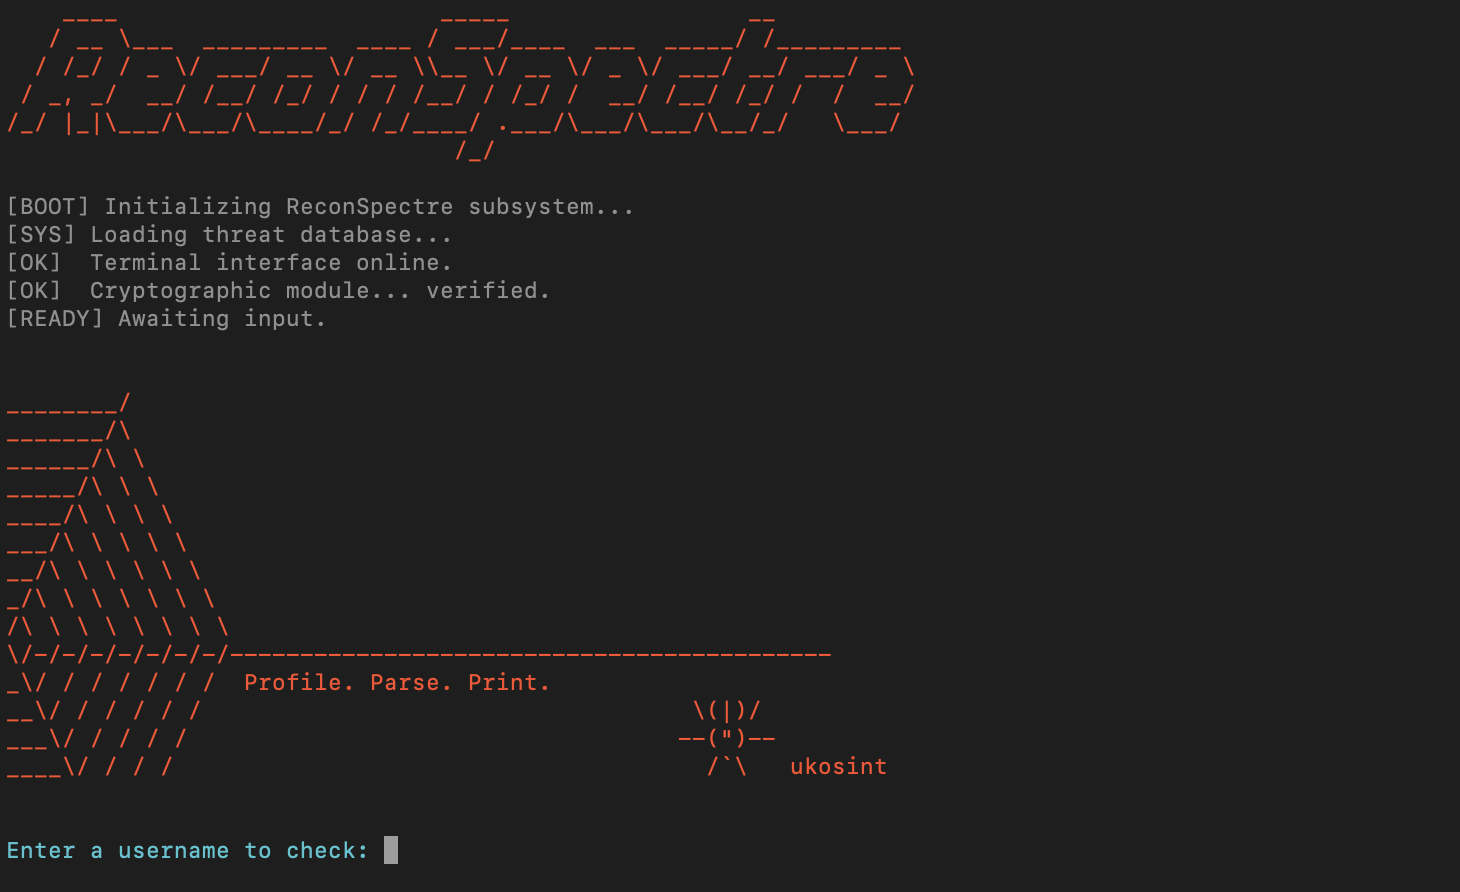 ReconSpectre
[BOOT] Initializing ReconSpectre subsystem...
[SYS] Loading threat database...
[OK]  Terminal interface online.
[OK]  Cryptographic module... verified.
[READY] Awaiting input.
Profile. Parse. Print.
ukosint
Enter a username to check: